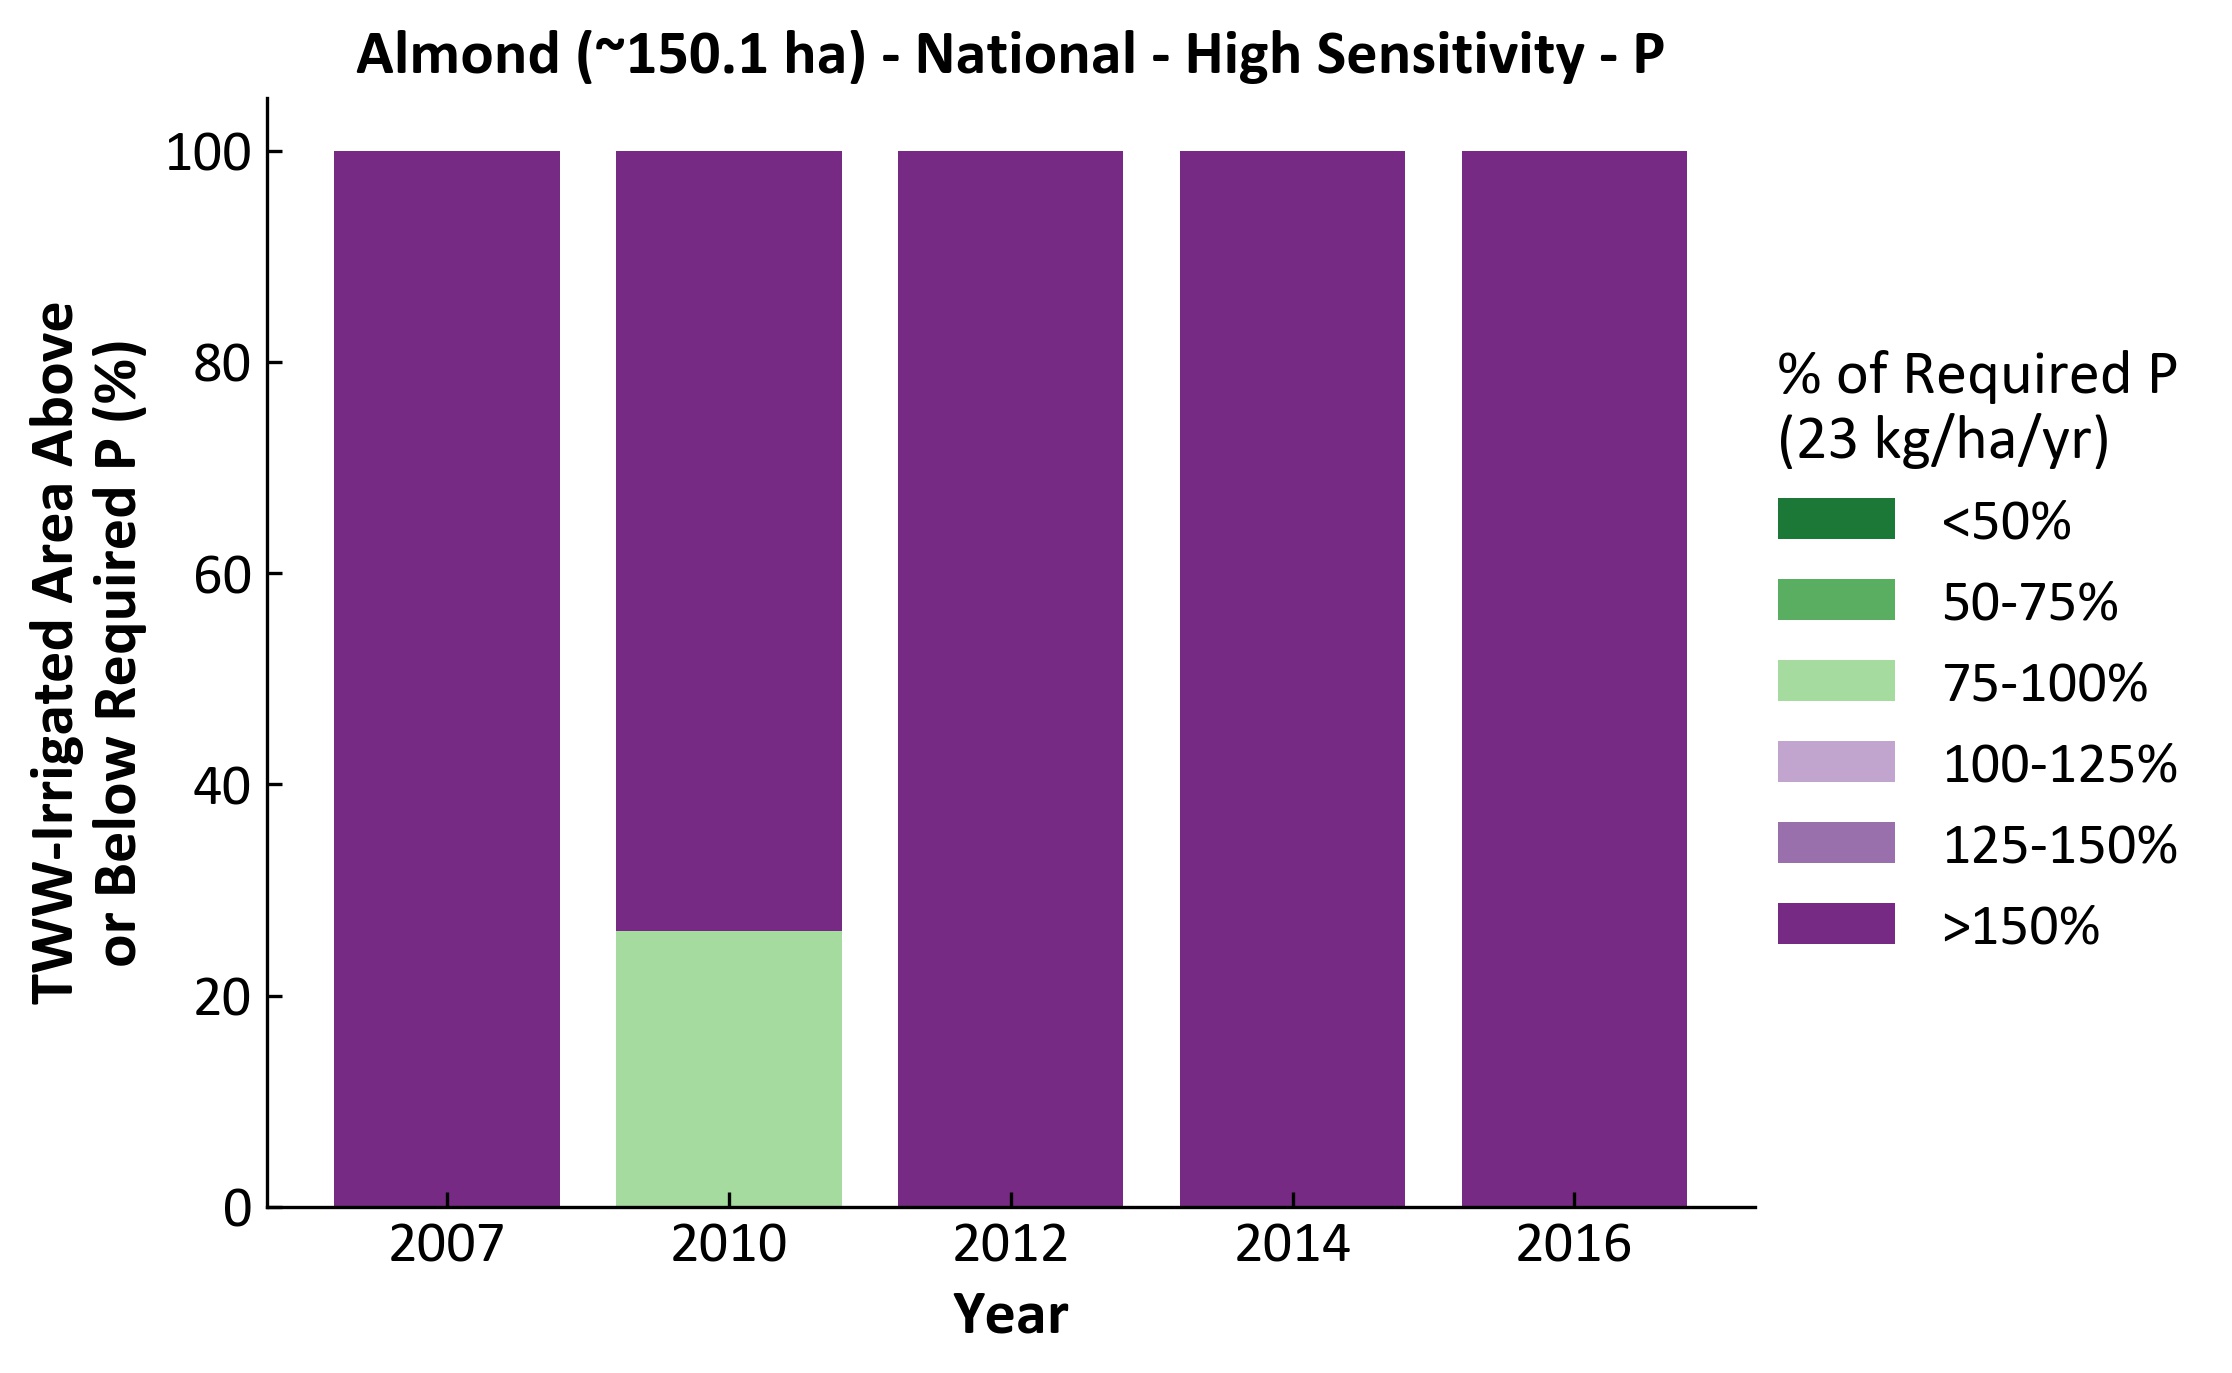 Almond (~150.1 ha) - National - High Sensitivity - P
TWW-Irrigated Area Above
or Below Required P (%)
100
80
60
40
20
0
2007 2010 2012 2014 2016
Year
% of Required P
(23 kg/ha/yr)
<50%
50-75%
75-100%
100-125%
125-150%
>150%